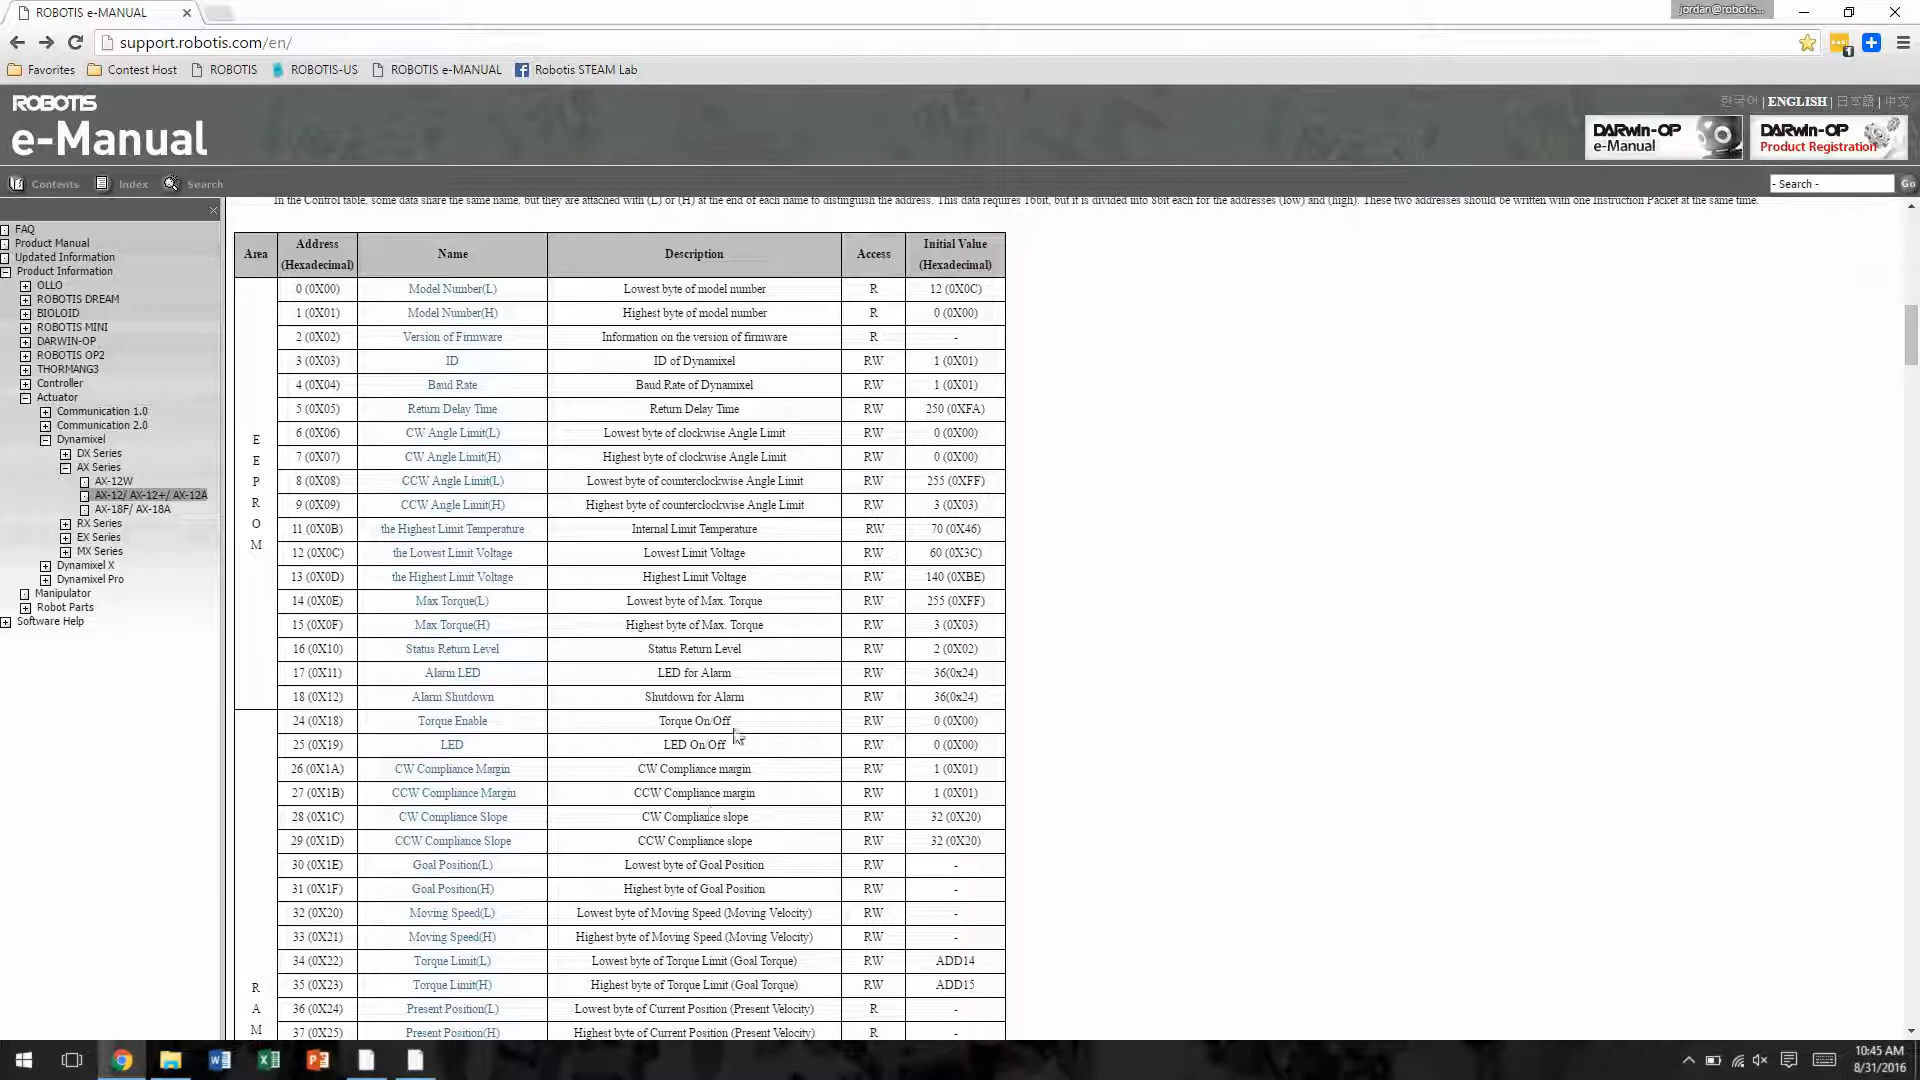 ROBOTIS e-MANUAL
jordan@robotis...
support.robotis.com/en/
1
Favorites
Contest Host
ROBOTIS
ROBOTIS-US
ROBOTIS e-MANUAL
Robotis STEAM Lab
ROBOTIS
e-Manual
한국어 | ENGLISH | 日本語 | 中文
DARwIn-OP
e-Manual
DARwIn-OP
Product Registration
Contents
Index
Search
- Search -
Go
FAQ
Product Manual
Updated Information
Product Information
OLLO
ROBOTIS DREAM
BIOLOID
ROBOTIS MINI
DARWIN-OP
ROBOTIS OP2
THORMANG3
Controller
Actuator
Communication 1.0
Communication 2.0
Dynamixel
DX Series
AX Series
AX-12W
AX-12/ AX-12+/ AX-12A
AX-18F/ AX-18A
RX Series
EX Series
MX Series
Dynamixel X
Dynamixel Pro
Manipulator
Robot Parts
Software Help
In the Control table, some data share the same name, but they are attached with (L) or (H) at the end of each name to distinguish the address. This data requires 16bit, but it is divided into 8bit each for the addresses (low) and (high). These two addresses should be written with one Instruction Packet at the same time.
Area Address (Hexadecimal) Name Description Access Initial Value (Hexadecimal)
E E P R O M
0 (0X00) Model Number(L) Lowest byte of model number R 12 (0X0C)
1 (0X01) Model Number(H) Highest byte of model number R 0 (0X00)
2 (0X02) Version of Firmware Information on the version of firmware R -
3 (0X03) ID ID of Dynamixel RW 1 (0X01)
4 (0X04) Baud Rate Baud Rate of Dynamixel RW 1 (0X01)
5 (0X05) Return Delay Time Return Delay Time RW 250 (0XFA)
6 (0X06) CW Angle Limit(L) Lowest byte of clockwise Angle Limit RW 0 (0X00)
7 (0X07) CW Angle Limit(H) Highest byte of clockwise Angle Limit RW 0 (0X00)
8 (0X08) CCW Angle Limit(L) Lowest byte of counterclockwise Angle Limit RW 255 (0XFF)
9 (0X09) CCW Angle Limit(H) Highest byte of counterclockwise Angle Limit RW 3 (0X03)
11 (0X0B) the Highest Limit Temperature Internal Limit Temperature RW 70 (0X46)
12 (0X0C) the Lowest Limit Voltage Lowest Limit Voltage RW 60 (0X3C)
13 (0X0D) the Highest Limit Voltage Highest Limit Voltage RW 140 (0XBE)
14 (0X0E) Max Torque(L) Lowest byte of Max. Torque RW 255 (0XFF)
15 (0X0F) Max Torque(H) Highest byte of Max. Torque RW 3 (0X03)
16 (0X10) Status Return Level Status Return Level RW 2 (0X02)
17 (0X11) Alarm LED LED for Alarm RW 36(0x24)
18 (0X12) Alarm Shutdown Shutdown for Alarm RW 36(0x24)
R A M
24 (0X18) Torque Enable Torque On/Off RW 0 (0X00)
25 (0X19) LED LED On/Off RW 0 (0X00)
26 (0X1A) CW Compliance Margin CW Compliance margin RW 1 (0X01)
27 (0X1B) CCW Compliance Margin CCW Compliance margin RW 1 (0X01)
28 (0X1C) CW Compliance Slope CW Compliance slope RW 32 (0X20)
29 (0X1D) CCW Compliance Slope CCW Compliance slope RW 32 (0X20)
30 (0X1E) Goal Position(L) Lowest byte of Goal Position RW -
31 (0X1F) Goal Position(H) Highest byte of Goal Position RW -
32 (0X20) Moving Speed(L) Lowest byte of Moving Speed (Moving Velocity) RW -
33 (0X21) Moving Speed(H) Highest byte of Moving Speed (Moving Velocity) RW -
34 (0X22) Torque Limit(L) Lowest byte of Torque Limit (Goal Torque) RW ADD14
35 (0X23) Torque Limit(H) Highest byte of Torque Limit (Goal Torque) RW ADD15
36 (0X24) Present Position(L) Lowest byte of Current Position (Present Velocity) R -
37 (0X25) Present Position(H) Highest byte of Current Position (Present Velocity) R -
10:45 AM
8/31/2016